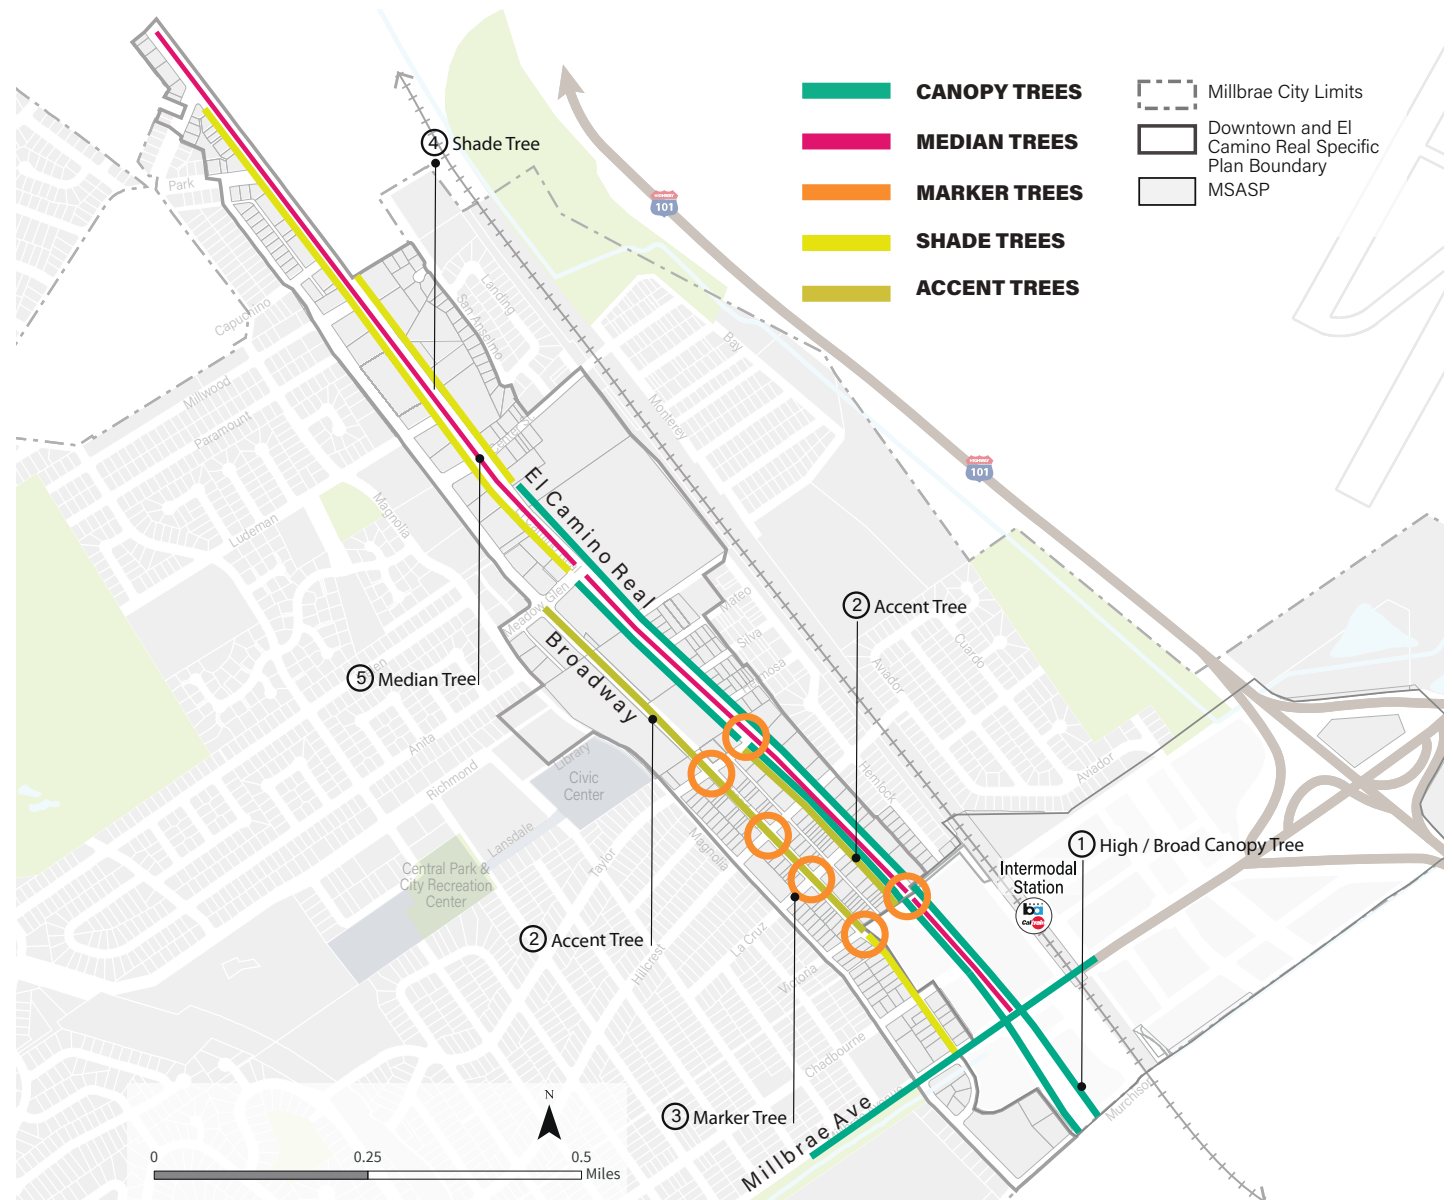 CANOPY TREES
MEDIAN TREES
MARKER TREES
SHADE TREES
ACCENT TREES
Millbrae City Limits
Downtown and El
Camino Real Specific
Plan Boundary
MSASP
4 Shade Tree
HIGHWAY
101
Park
Landing
San Anselmo
Capuchino
Bay
Millwood
Monterey
Paramount
HIGHWAY
101
El Camino Real
Magnolia
Ludeman
Meadow Glen
Mateo
2 Accent Tree
Silva
Cuardo
Broadway
Aviador
5 Median Tree
Anita
Library
Civic
Center
Richmond
Hemlock
Aviador
Lansdale
Magnolia
Taylor
1 High / Broad Canopy Tree
Central Park &
City Recreation
Center
Intermodal
Station
ba
Caltrain
2 Accent Tree
La Cruz
Hillcrest
Victoria
Chadbourne
Murchison
3 Marker Tree
Millbrae Ave
N
0
0.25
0.5
Miles